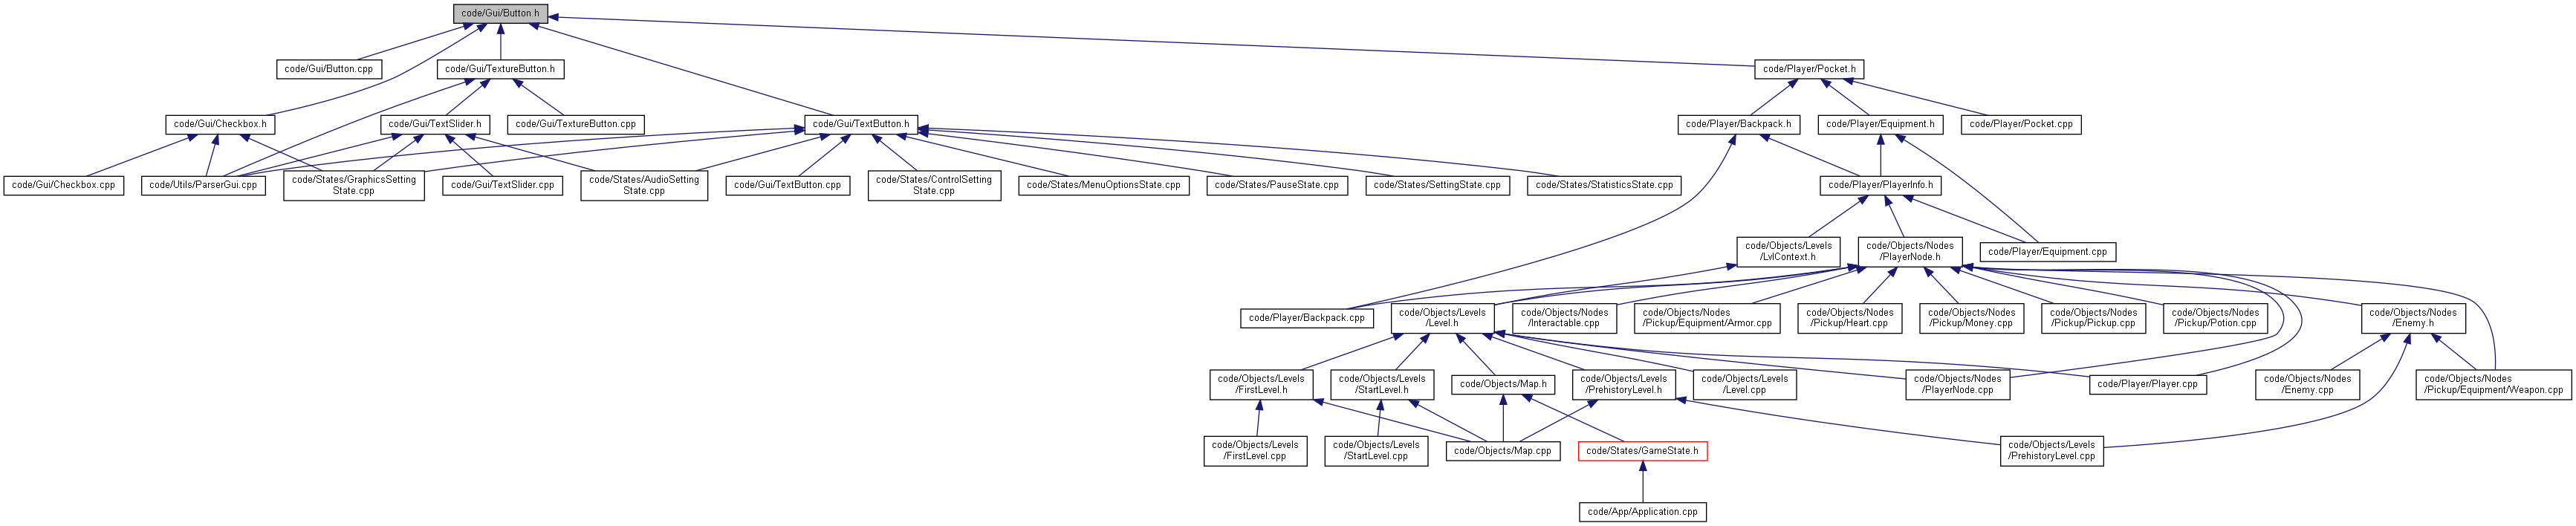 code/Gui/Button.h
code/Gui/Button.cpp
code/Gui/TextureButton.h
code/Player/Pocket.h
code/Gui/Checkbox.h
code/Gui/TextSlider.h
code/Gui/TextureButton.cpp
code/Gui/TextButton.h
code/Player/Backpack.h
code/Player/Equipment.h
code/Player/Pocket.cpp
code/Gui/Checkbox.cpp
code/Utils/ParserGui.cpp
code/States/GraphicsSetting
State.cpp
code/Gui/TextSlider.cpp
code/States/AudioSetting
State.cpp
code/Gui/TextButton.cpp
code/States/ControlSetting
State.cpp
code/States/MenuOptionsState.cpp
code/States/PauseState.cpp
code/States/SettingState.cpp
code/States/StatisticsState.cpp
code/Player/PlayerInfo.h
code/Objects/Levels
/LvlContext.h
code/Objects/Nodes
/PlayerNode.h
code/Player/Equipment.cpp
code/Player/Backpack.cpp
code/Objects/Levels
/Level.h
code/Objects/Nodes
/Interactable.cpp
code/Objects/Nodes
/Pickup/Equipment/Armor.cpp
code/Objects/Nodes
/Pickup/Heart.cpp
code/Objects/Nodes
/Pickup/Money.cpp
code/Objects/Nodes
/Pickup/Pickup.cpp
code/Objects/Nodes
/Pickup/Potion.cpp
code/Objects/Nodes
/Enemy.h
code/Objects/Levels
/FirstLevel.h
code/Objects/Levels
/StartLevel.h
code/Objects/Map.h
code/Objects/Levels
/PrehistoryLevel.h
code/Objects/Levels
/Level.cpp
code/Objects/Nodes
/PlayerNode.cpp
code/Player/Player.cpp
code/Objects/Nodes
/Enemy.cpp
code/Objects/Nodes
/Pickup/Equipment/Weapon.cpp
code/Objects/Levels
/FirstLevel.cpp
code/Objects/Levels
/StartLevel.cpp
code/Objects/Map.cpp
code/States/GameState.h
code/Objects/Levels
/PrehistoryLevel.cpp
code/App/Application.cpp